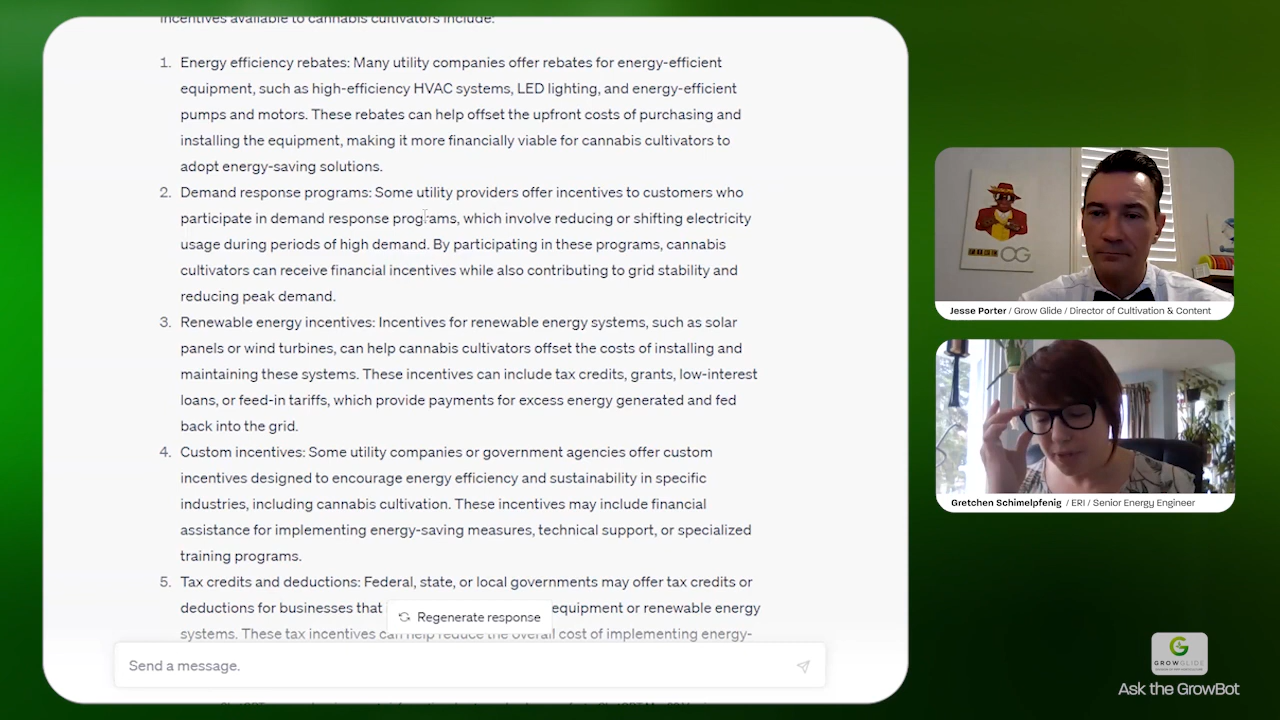 incentives available to cannabis cultivators include:
1. Energy efficiency rebates: Many utility companies offer rebates for energy-efficient
equipment, such as high-efficiency HVAC systems, LED lighting, and energy-efficient
pumps and motors. These rebates can help offset the upfront costs of purchasing and
installing the equipment, making it more financially viable for cannabis cultivators to
adopt energy-saving solutions.
2. Demand response programs: Some utility providers offer incentives to customers who
participate in demand response programs, which involve reducing or shifting electricity
usage during periods of high demand. By participating in these programs, cannabis
cultivators can receive financial incentives while also contributing to grid stability and
reducing peak demand.
3. Renewable energy incentives: Incentives for renewable energy systems, such as solar
panels or wind turbines, can help cannabis cultivators offset the costs of installing and
maintaining these systems. These incentives can include tax credits, grants, low-interest
loans, or feed-in tariffs, which provide payments for excess energy generated and fed
back into the grid.
4. Custom incentives: Some utility companies or government agencies offer custom
incentives designed to encourage energy efficiency and sustainability in specific
industries, including cannabis cultivation. These incentives may include financial
assistance for implementing energy-saving measures, technical support, or specialized
training programs.
5. Tax credits and deductions: Federal, state, or local governments may offer tax credits or
deductions for businesses that equipment or renewable energy
systems. These tax incentives can help reduce the overall cost of implementing energy-
Regenerate response
Send a message.
OG
Jesse Porter / Grow Glide / Director of Cultivation & Content
Gretchen Schimelpfenig / ERI / Senior Energy Engineer
G
GROWGLIDE
Ask the GrowBot